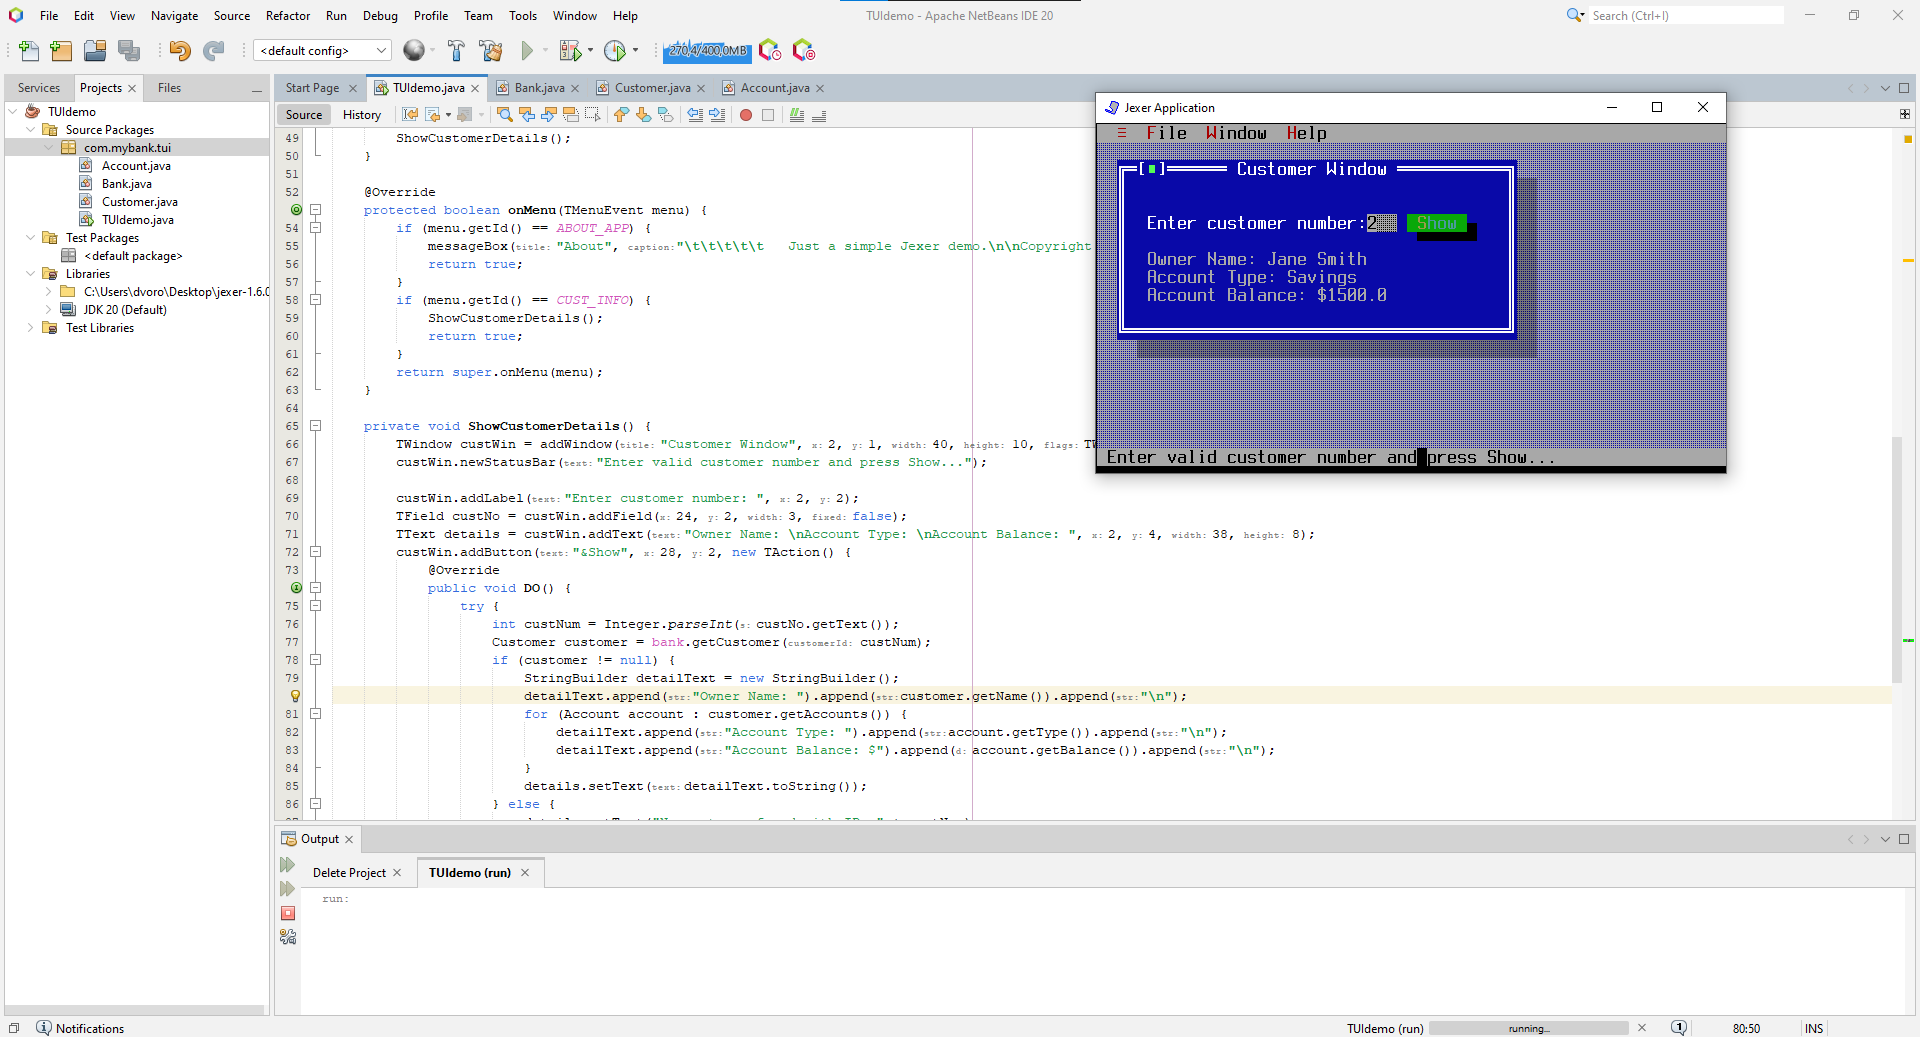 File Edit View Navigate Source Refactor Run Debug Profile Team Tools Window Help
TUIdemo - Apache NetBeans IDE 20
Search (Ctrl+I)
<default config>
270,4/400,0MB
Services Projects Files
Start Page TUIdemo.java Bank.java Customer.java Account.java
Source History
TUIdemo
Source Packages
com.mybank.tui
Account.java
Bank.java
Customer.java
TUIdemo.java
Test Packages
<default package>
Libraries
C:\Users\dvoro\Desktop\jexer-1.6.0
JDK 20 (Default)
Test Libraries
49 ShowCustomerDetails();
50 }
51
52 @Override
protected boolean onMenu(TMenuEvent menu) {
54 if (menu.getId() == ABOUT_APP) {
55 messageBox(title: "About", caption: "\t\t\t\t\t   Just a simple Jexer demo.\n\nCopyright
56 return true;
57 }
58 if (menu.getId() == CUST_INFO) {
59 ShowCustomerDetails();
60 return true;
61 }
62 return super.onMenu(menu);
63 }
64
65 private void ShowCustomerDetails() {
66 TWindow custWin = addWindow(title: "Customer Window", x: 2, y: 1, width: 40, height: 10, flags: TW
67 custWin.newStatusBar(text: "Enter valid customer number and press Show...");
68
69 custWin.addLabel(text: "Enter customer number: ", x: 2, y: 2);
70 TField custNo = custWin.addField(x: 24, y: 2, width: 3, fixed: false);
71 TText details = custWin.addText(text: "Owner Name: \nAccount Type: \nAccount Balance: ", x: 2, y: 4, width: 38, height: 8);
72 custWin.addButton(text: "&Show", x: 28, y: 2, new TAction() {
73 @Override
public void DO() {
75 try {
76 int custNum = Integer.parseInt(s: custNo.getText());
77 Customer customer = bank.getCustomer(customerId: custNum);
78 if (customer != null) {
79 StringBuilder detailText = new StringBuilder();
detailText.append(str: "Owner Name: ").append(str: customer.getName()).append(str: "\n");
81 for (Account account : customer.getAccounts()) {
82 detailText.append(str: "Account Type: ").append(str: account.getType()).append(str: "\n");
83 detailText.append(str: "Account Balance: $").append(d: account.getBalance()).append(str: "\n");
84 }
85 details.setText(text: detailText.toString());
86 } else {
Jexer Application
≡ File Window Help
Customer Window
Enter customer number:2 Show
Owner Name: Jane Smith
Account Type: Savings
Account Balance: $1500.0
Enter valid customer number and press Show...
Output
Delete Project TUIdemo (run)
run:
Notifications
TUIdemo (run) running... 1 80:50 INS